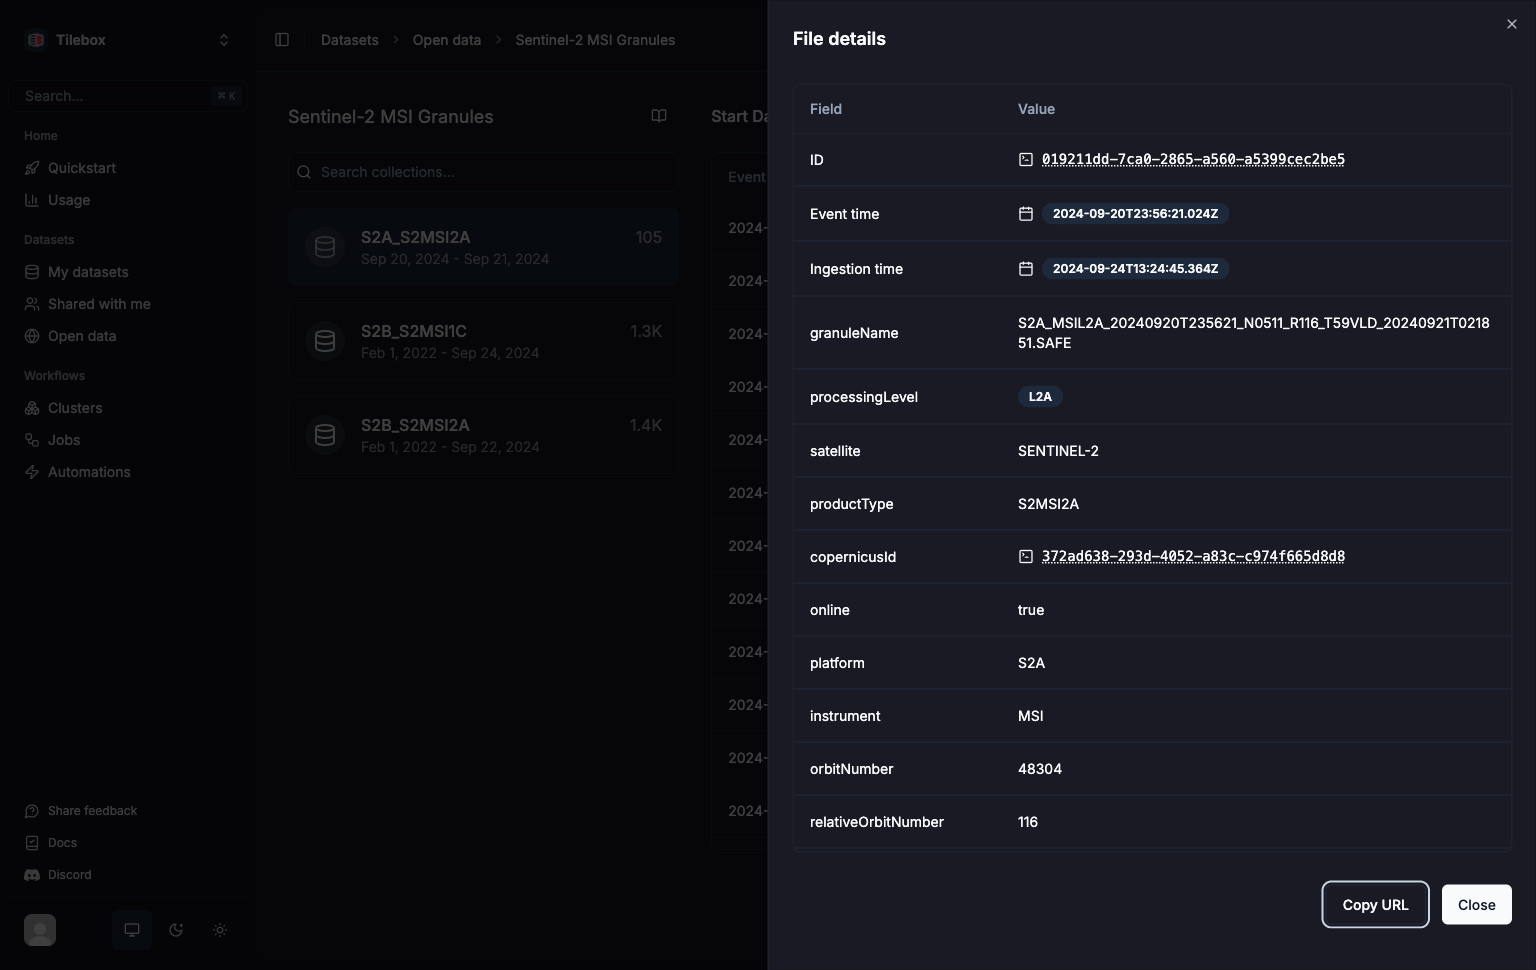 Tilebox
Search...
⌘ K
Home
Quickstart
Usage
Datasets
My datasets
Shared with me
Open data
Workflows
Clusters
Jobs
Automations
Share feedback
Docs
Discord
Datasets > Open data > Sentinel-2 MSI Granules
Sentinel-2 MSI Granules
Search collections...
S2A_S2MSI2A 105
Sep 20, 2024 - Sep 21, 2024
S2B_S2MSI1C 1.3K
Feb 1, 2022 - Sep 24, 2024
S2B_S2MSI2A 1.4K
Feb 1, 2022 - Sep 22, 2024
Start Da
Event
2024-
2024-
2024-
2024-
2024-
2024-
2024-
2024-
2024-
2024-
2024-
2024-
File details
Field Value
ID 019211dd-7ca0-2865-a560-a5399cec2be5
Event time 2024-09-20T23:56:21.024Z
Ingestion time 2024-09-24T13:24:45.364Z
granuleName S2A_MSIL2A_20240920T235621_N0511_R116_T59VLD_20240921T0218
51.SAFE
processingLevel L2A
satellite SENTINEL-2
productType S2MSI2A
copernicusId 372ad638-293d-4052-a83c-c974f665d8d8
online true
platform S2A
instrument MSI
orbitNumber 48304
relativeOrbitNumber 116
Copy URL Close